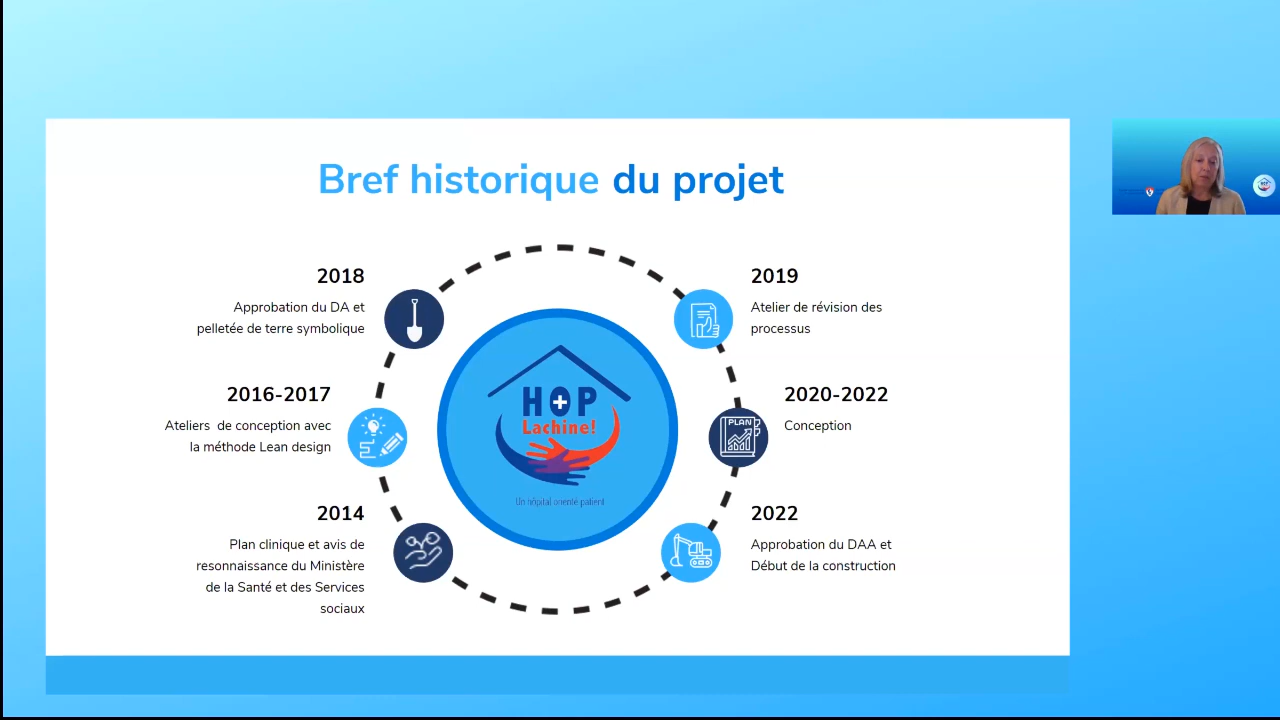 Bref historique du projet
2018
Approbation du DA et
pelletée de terre symbolique
2016-2017
Ateliers de conception avec
la méthode Lean design
2014
Plan clinique et avis de
resonnaissance du Ministère
de la Santé et des Services
sociaux
HOP
Lachine!
Un hôpital orienté patient
2019
Atelier de révision des
processus
PLAN
2020-2022
Conception
2022
Approbation du DAA et
Début de la construction